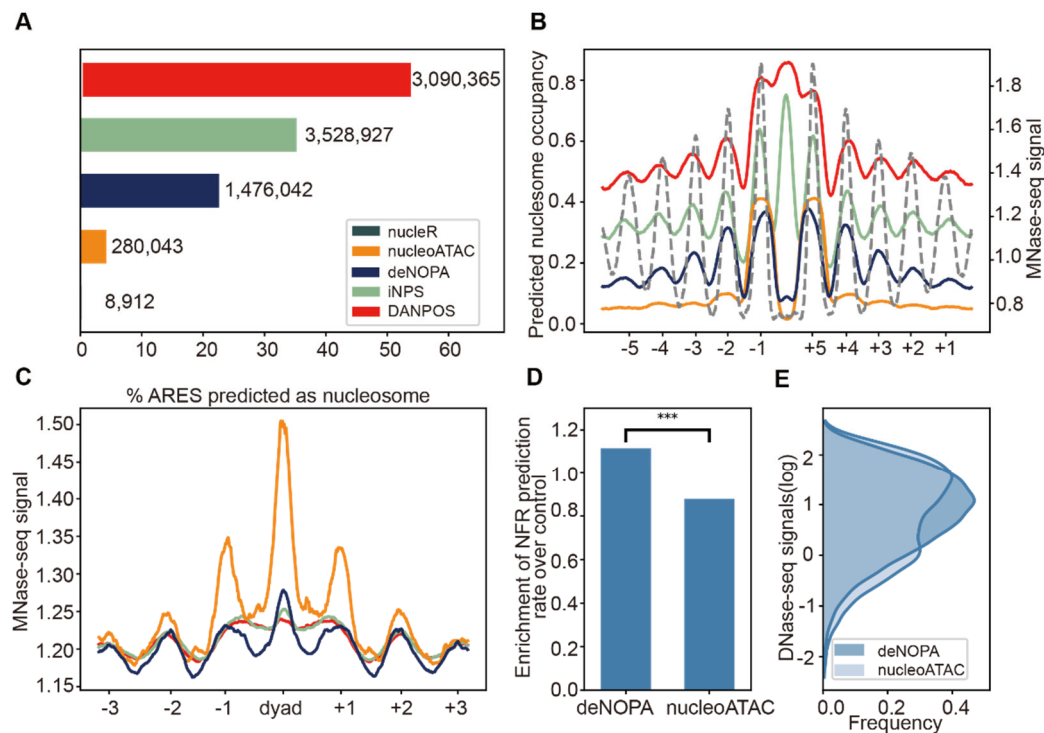 A
3,090,365
3,528,927
1,476,042
280,043
8,912
nucleR
nucleoATAC
deNOPA
iNPS
DANPOS
0 10 20 30 40 50 60
% ARES predicted as nucleosome
B
Predicted nuclesome occupancy
0.8
0.6
0.4
0.2
0.0
MNase-seq signal
1.8
1.6
1.4
1.2
1.0
0.8
-5 -4 -3 -2 -1 +5 +4 +3 +2 +1
C
MNase-seq signal
1.50
1.45
1.40
1.35
1.30
1.25
1.20
1.15
-3 -2 -1 dyad +1 +2 +3
D
Enrichment of NFR prediction
rate over control
***
1.2
1.0
0.8
0.6
0.4
0.2
0.0
deNOPA nucleoATAC
E
DNase-seq signals(log)
2
1
0
-1
-2
deNOPA
nucleoATAC
0.0 0.2 0.4
Frequency